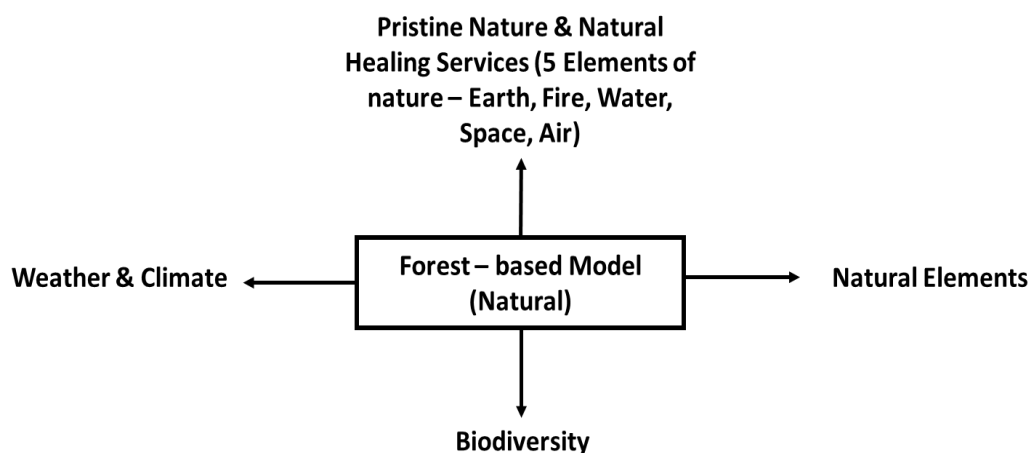 Pristine Nature & Natural
Healing Services (5 Elements of
nature – Earth, Fire, Water,
Space, Air)
Weather & Climate
Forest – based Model
(Natural)
Natural Elements
Biodiversity